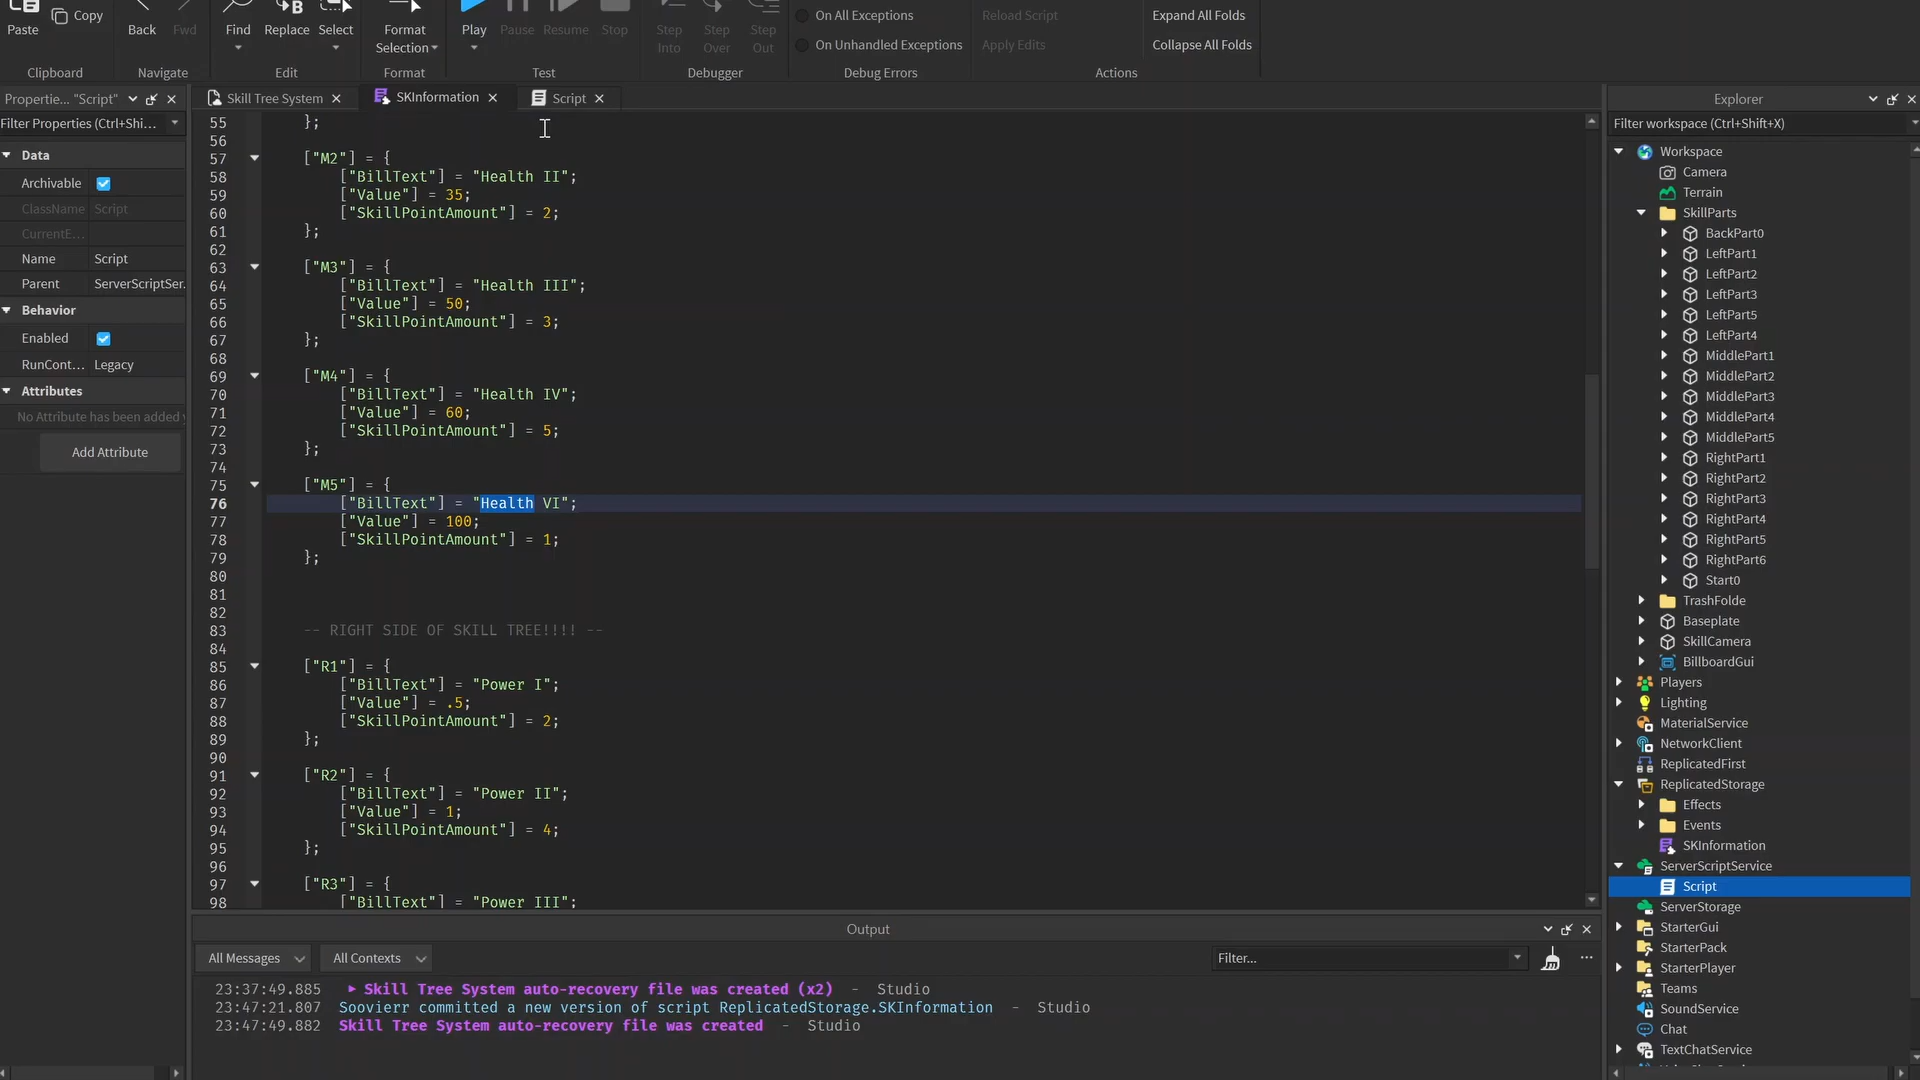 Paste
Copy
Back
Fwd
Find
Replace
Select
Format
Selection
Play
Pause
Resume
Stop
Step
Into
Step
Over
Step
Out
On All Exceptions
On Unhandled Exceptions
Reload Script
Apply Edits
Expand All Folds
Collapse All Folds
Clipboard
Navigate
Edit
Format
Test
Debugger
Debug Errors
Actions
Propertie... "Script"
Filter Properties (Ctrl+Shi...
Data
Archivable
ClassName Script
CurrentE...
Name Script
Parent ServerScriptSer.
Behavior
Enabled
RunCont... Legacy
Attributes
No Attribute has been added
Add Attribute
Skill Tree System
SKInformation
Script
55 };
56
57 ["M2"] = {
58 ["BillText"] = "Health II";
59 ["Value"] = 35;
60 ["SkillPointAmount"] = 2;
61 };
62
63 ["M3"] = {
64 ["BillText"] = "Health III";
65 ["Value"] = 50;
66 ["SkillPointAmount"] = 3;
67 };
68
69 ["M4"] = {
70 ["BillText"] = "Health IV";
71 ["Value"] = 60;
72 ["SkillPointAmount"] = 5;
73 };
74
75 ["M5"] = {
76 ["BillText"] = "Health VI";
77 ["Value"] = 100;
78 ["SkillPointAmount"] = 1;
79 };
80
81
82
83 -- RIGHT SIDE OF SKILL TREE!!!! --
84
85 ["R1"] = {
86 ["BillText"] = "Power I";
87 ["Value"] = .5;
88 ["SkillPointAmount"] = 2;
89 };
90
91 ["R2"] = {
92 ["BillText"] = "Power II";
93 ["Value"] = 1;
94 ["SkillPointAmount"] = 4;
95 };
96
97 ["R3"] = {
98 ["BillText"] = "Power III";
Output
All Messages
All Contexts
Filter...
23:37:49.885 Skill Tree System auto-recovery file was created (x2) - Studio
23:47:21.807 Soovierr committed a new version of script ReplicatedStorage.SKInformation - Studio
23:47:49.882 Skill Tree System auto-recovery file was created - Studio
Explorer
Filter workspace (Ctrl+Shift+X)
Workspace
Camera
Terrain
SkillParts
BackPart0
LeftPart1
LeftPart2
LeftPart3
LeftPart5
LeftPart4
MiddlePart1
MiddlePart2
MiddlePart3
MiddlePart4
MiddlePart5
RightPart1
RightPart2
RightPart3
RightPart4
RightPart5
RightPart6
Start0
TrashFolde
Baseplate
SkillCamera
BillboardGui
Players
Lighting
MaterialService
NetworkClient
ReplicatedFirst
ReplicatedStorage
Effects
Events
SKInformation
ServerScriptService
Script
ServerStorage
StarterGui
StarterPack
StarterPlayer
Teams
SoundService
Chat
TextChatService